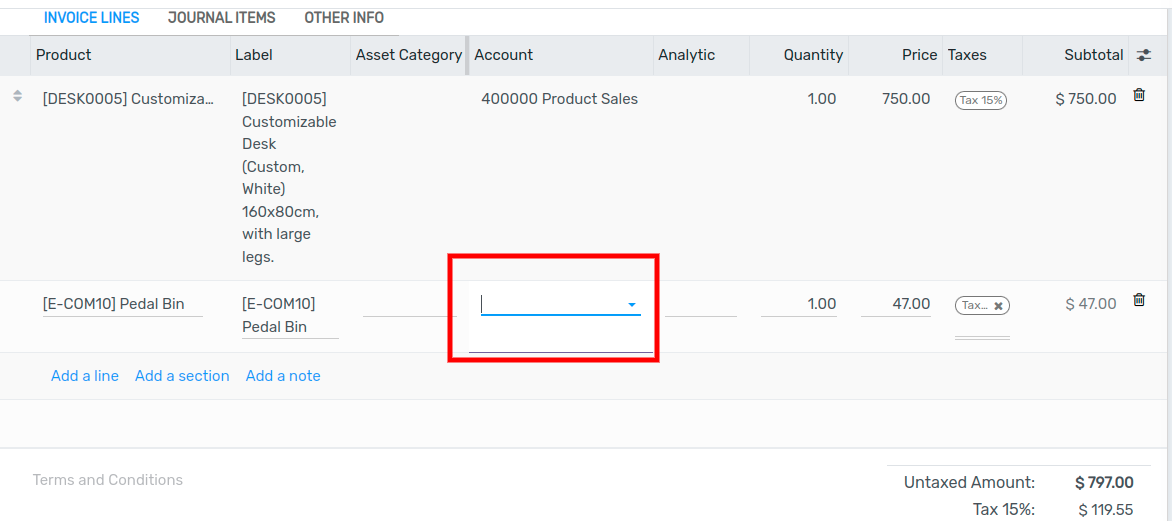 INVOICE LINES JOURNAL ITEMS OTHER INFO
Product Label Asset Category Account Analytic Quantity Price Taxes Subtotal
[DESK0005] Customiza... [DESK0005] 400000 Product Sales 1.00 750.00 Tax 15% $ 750.00
Customizable
Desk
(Custom,
White)
160x80cm,
with large
legs.
[E-COM10] Pedal Bin [E-COM10] 1.00 47.00 Tax... ✖ $ 47.00
Pedal Bin
Add a line Add a section Add a note
Terms and Conditions Untaxed Amount: $ 797.00
Tax 15%: $ 119.55